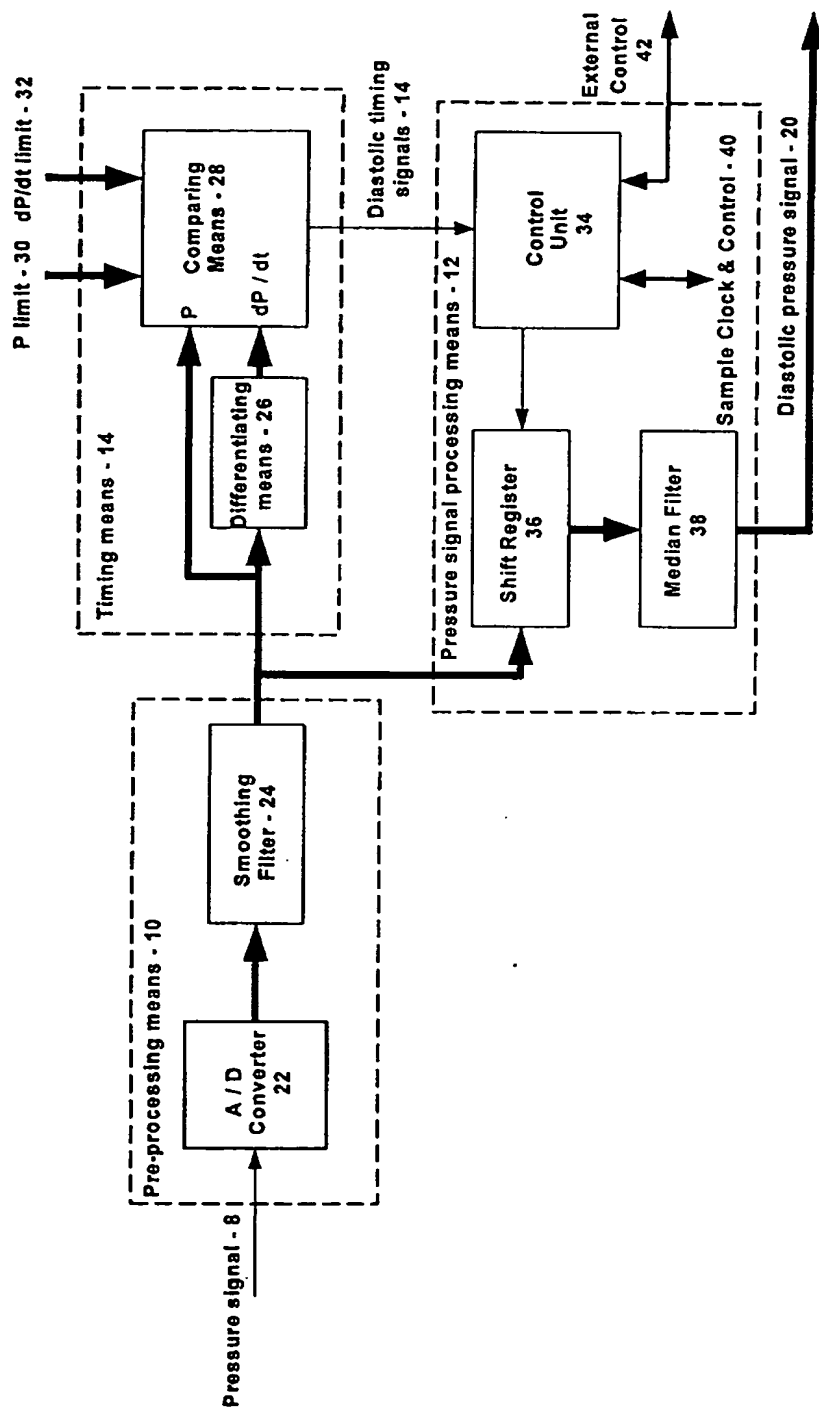 Pressure signal - 8
Pre-processing means - 10
A / D
Converter
22
Smoothing
Filter - 24
Timing means - 14
Differentiating
means - 26
P limit - 30
dP/dt limit - 32
P
dP / dt
Comparing
Means - 28
Diastolic timing
signals - 14
Pressure signal processing means - 12
Shift Register
36
Median Filter
38
Control
Unit
34
External
Control
42
Sample Clock & Control - 40
Diastolic pressure signal - 20